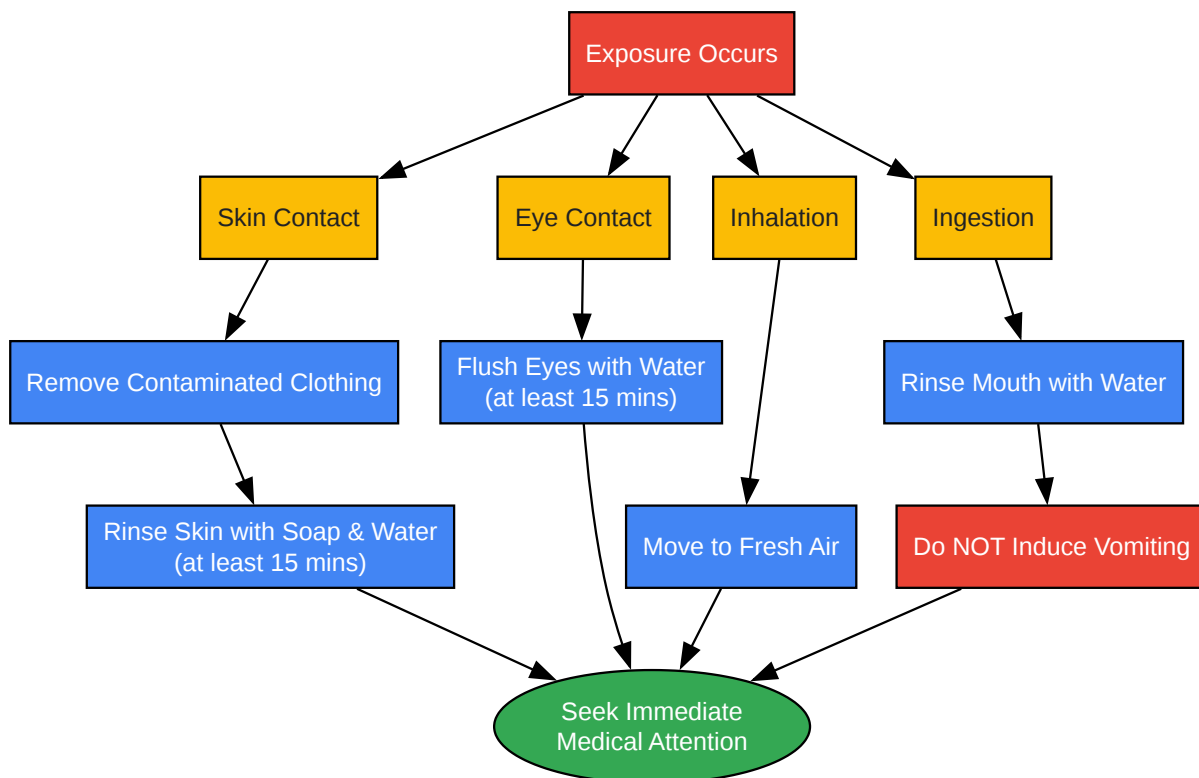 Exposure Occurs
Skin Contact
Eye Contact
Inhalation
Ingestion
Remove Contaminated Clothing
Flush Eyes with Water
(at least 15 mins)
Rinse Mouth with Water
Rinse Skin with Soap & Water
(at least 15 mins)
Move to Fresh Air
Do NOT Induce Vomiting
Seek Immediate
Medical Attention